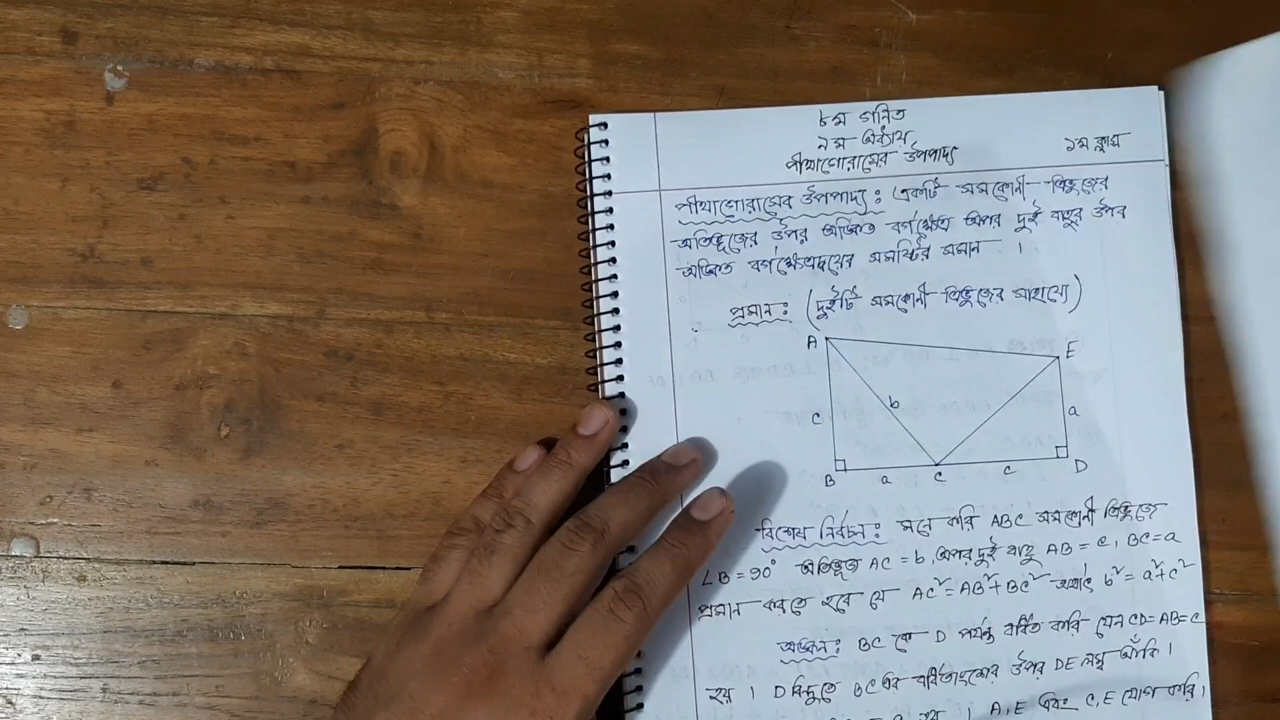 ৮ম গনিত
৯ম অধ্যায়
পীথাগোরাসের উপপাদ্য
১ম ক্লাস
পীথাগোরাসের উপপাদ্য : একটি সমকোনী ত্রিভুজের
অতিভূজের উপর অঙ্কিত বর্গক্ষেত্র অপর দুই বাহুর উপর
অঙ্কিত বর্গক্ষেত্রদ্বয়ের সমষ্টির সমান ।
প্রমান : (দুইটি সমকোনী ত্রিভুজের সাহায্যে)
A
E
c
b
a
B
a
C
c
D
বিশেষ নির্বচন : মনে করি ABC সমকোনী ত্রিভুজে
∠B = 90° অতিভূজ AC = b, অপর দুই বাহু AB = c, BC = a
প্রমান করতে হবে যে AC² = AB² + BC² অর্থাৎ b² = a² + c²
অঙ্কন : BC কে D পর্যন্ত বর্ধিত করি যেন CD = AB = c
হয় । D বিন্দুতে BC এর বর্ধিতাংশের উপর DE লম্ব আঁকি ।
A, E এবং C, E যোগ করি ।